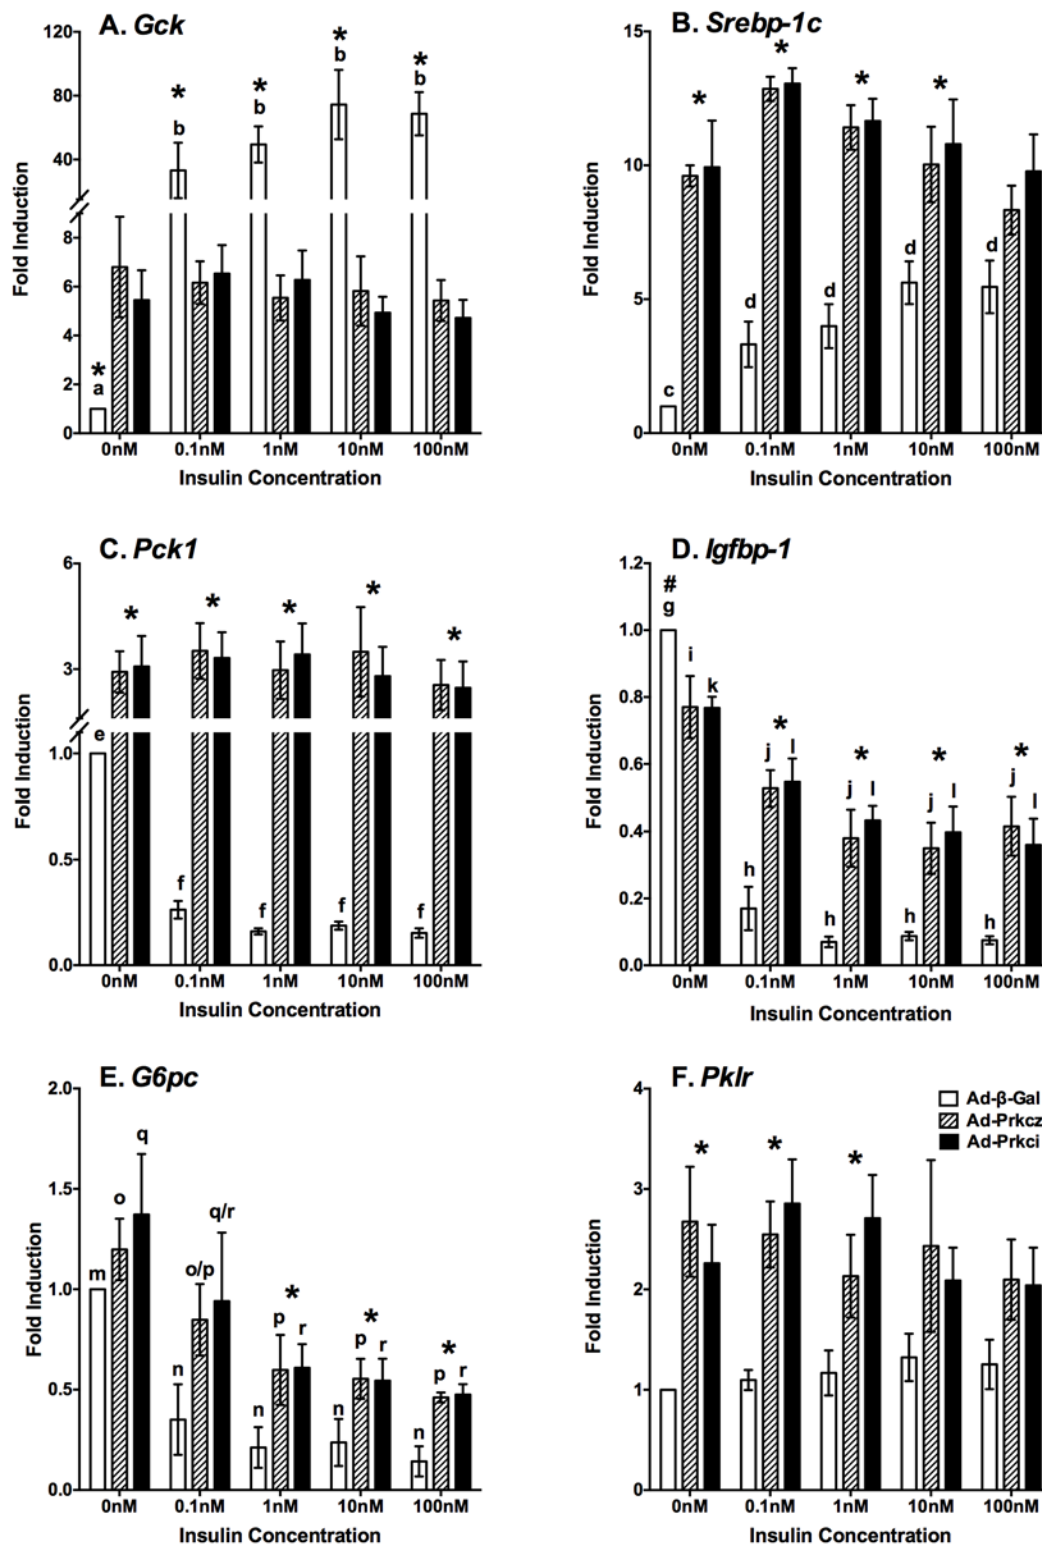 A. Gck
Fold Induction
120
80
40
8
6
4
2
0
* b
* b
* b
* b
* a
0nM 0.1nM 1nM 10nM 100nM
Insulin Concentration
B. Srebp-1c
Fold Induction
15
10
5
0
* * * *
c d d d d
0nM 0.1nM 1nM 10nM 100nM
Insulin Concentration
C. Pck1
Fold Induction
6
3
1.0
0.5
0.0
* * * * *
e f f f f
0nM 0.1nM 1nM 10nM 100nM
Insulin Concentration
D. Igfbp-1
Fold Induction
1.2
1.0
0.8
0.6
0.4
0.2
0.0
#
g i k
* * * *
h j l h j l h j l h j l
0nM 0.1nM 1nM 10nM 100nM
Insulin Concentration
E. G6pc
Fold Induction
2.0
1.5
1.0
0.5
0.0
m o q
n o/p q/r
* * *
n p r n p r n p r
0nM 0.1nM 1nM 10nM 100nM
Insulin Concentration
F. Pklr
Fold Induction
4
3
2
1
0
Ad-β-Gal
Ad-Prkcz
Ad-Prkci
* * *
0nM 0.1nM 1nM 10nM 100nM
Insulin Concentration